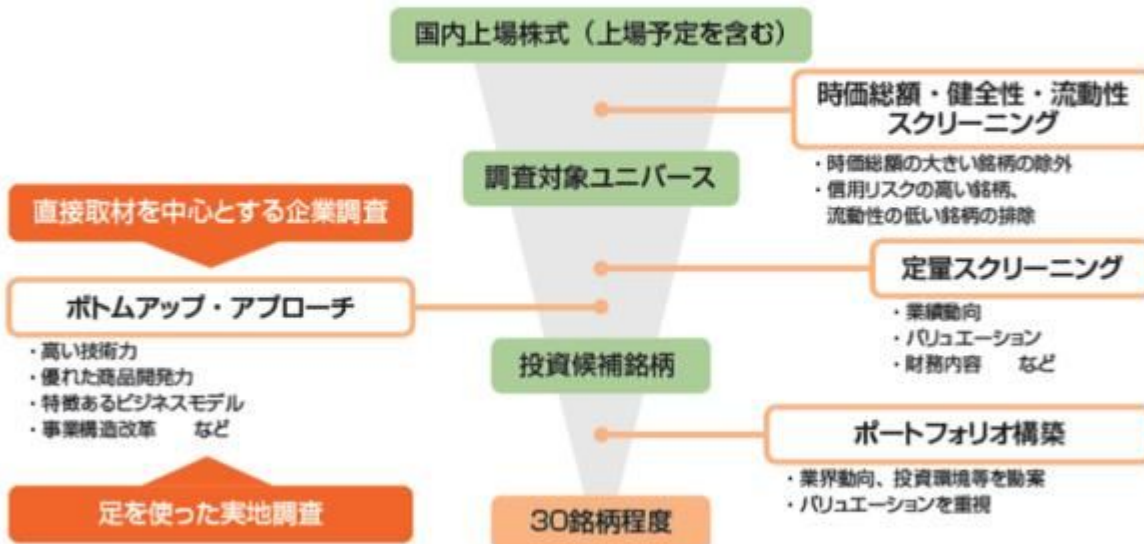 国内上場株式（上場予定を含む）
時価総額・健全性・流動性
スクリーニング
・時価総額の大きい銘柄の除外
・信用リスクの高い銘柄、
流動性の低い銘柄の排除
調査対象ユニバース
直接取材を中心とする企業調査
定量スクリーニング
・業績動向
・バリュエーション
・財務内容　など
ボトムアップ・アプローチ
・高い技術力
・優れた商品開発力
・特徴あるビジネスモデル
・事業構造改革　など
投資候補銘柄
ポートフォリオ構築
・業界動向、投資環境等を勘案
・バリュエーションを重視
足を使った実地調査
30銘柄程度